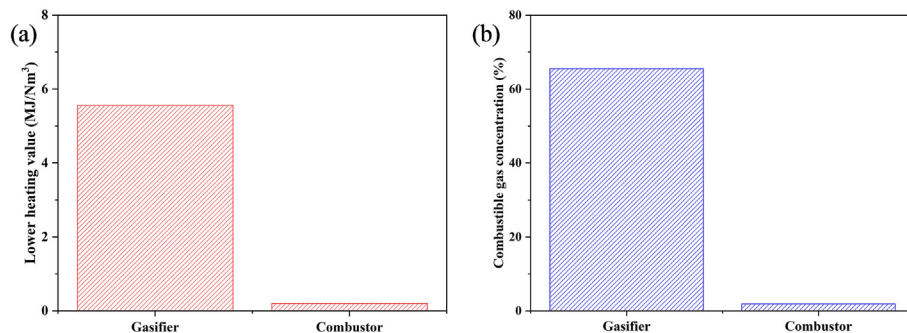 (a)
Lower heating value (MJ/Nm³)
8
6
4
2
0
Gasifier Combustor
(b)
Combustible gas concentration (%)
80
60
40
20
0
Gasifier Combustor